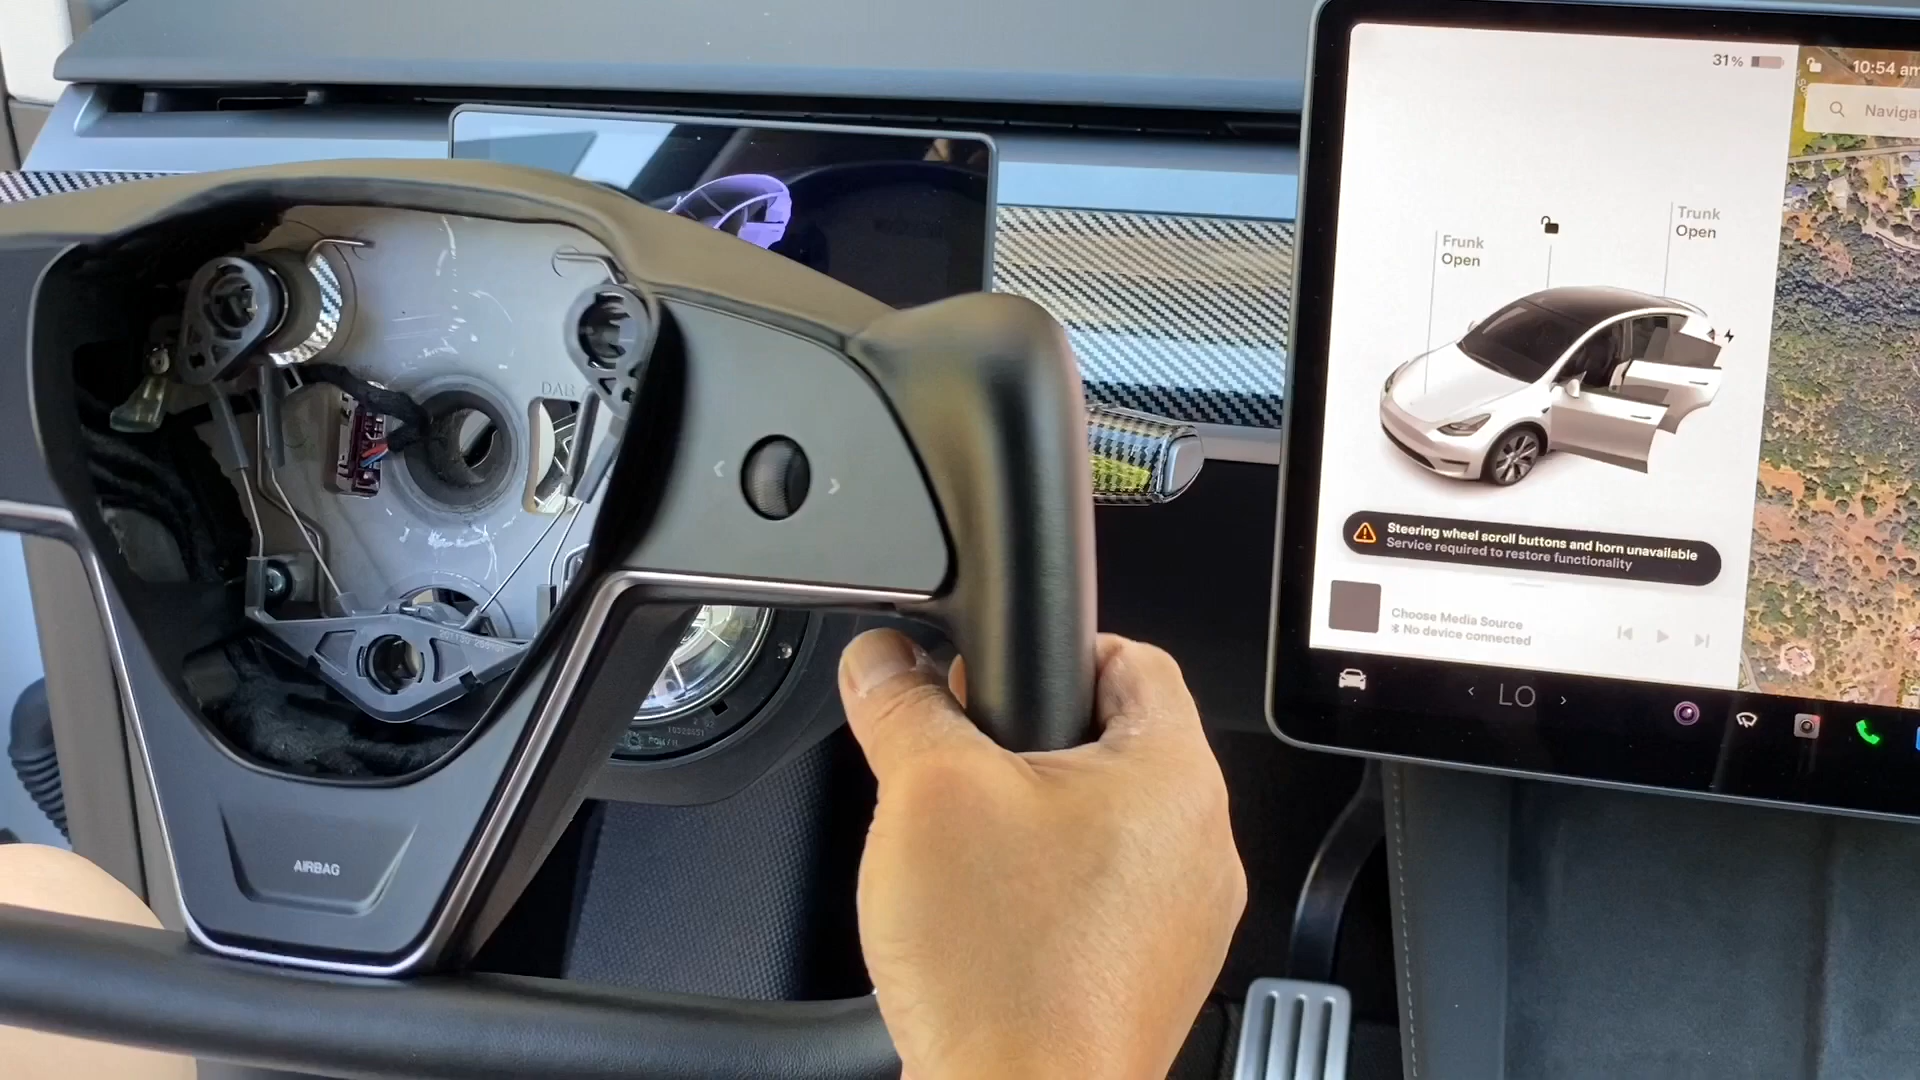 31%
10:54 am
Naviga
Trunk
Open
Frunk
Open
DAB
Steering wheel scroll buttons and horn unavailable
Service required to restore functionality
Choose Media Source
No device connected
LO
AIRBAG